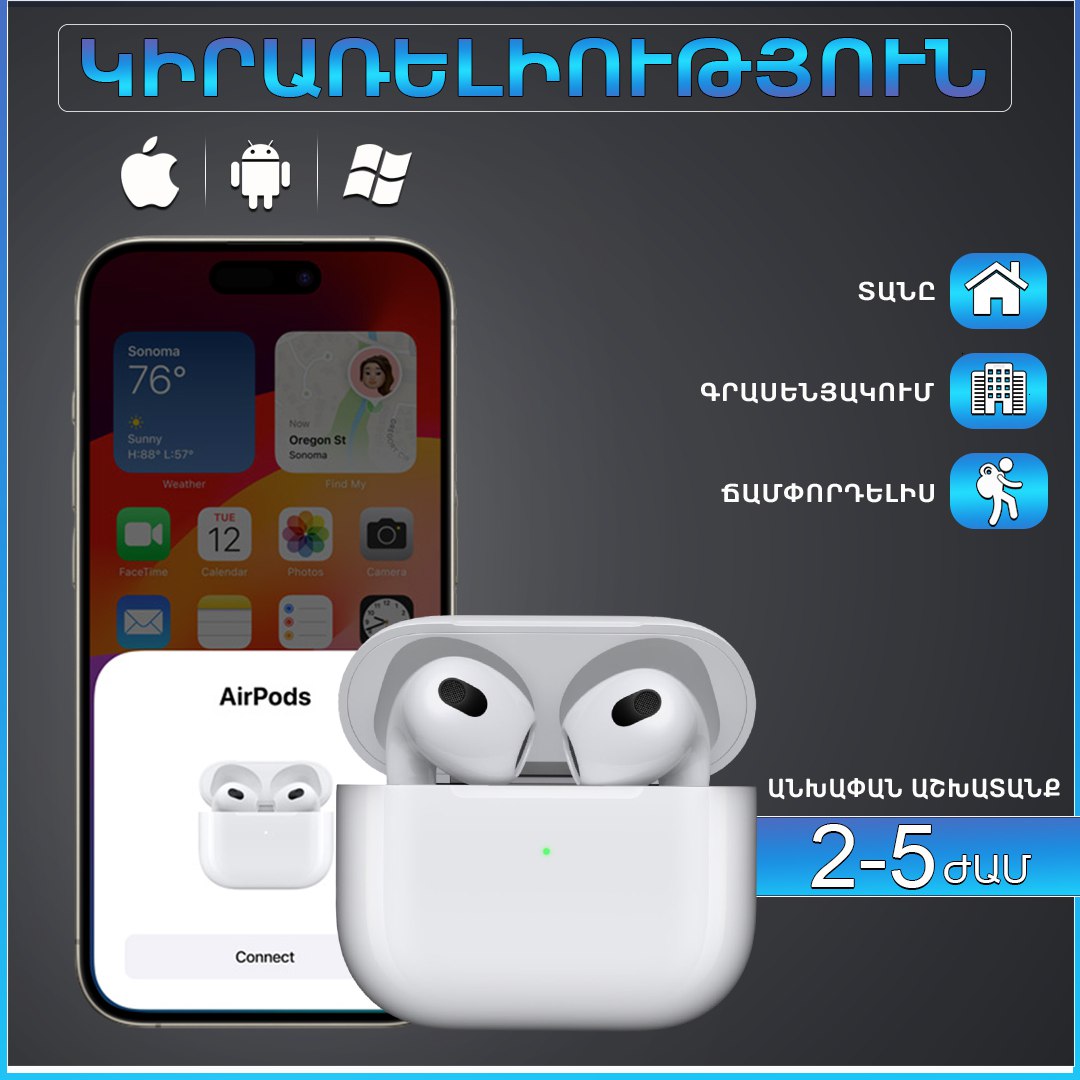 ԿԻՐԱՌԵԼԻՈՒԹՅՈՒՆ
ՏԱՆԸ
ԳՐԱՍԵՆՅԱԿՈՒՄ
ՃԱՄՓՈՐԴԵԼԻՍ
Sonoma
76°
Sunny
H:88° L:57°
Weather
Now
Oregon St
Sonoma
Find My
FaceTime
TUE
12
Calendar
Photos
Camera
AirPods
Connect
ԱՆԽԱՓԱՆ ԱՇԽԱՏԱՆՔ
2-5 ԺԱՄ